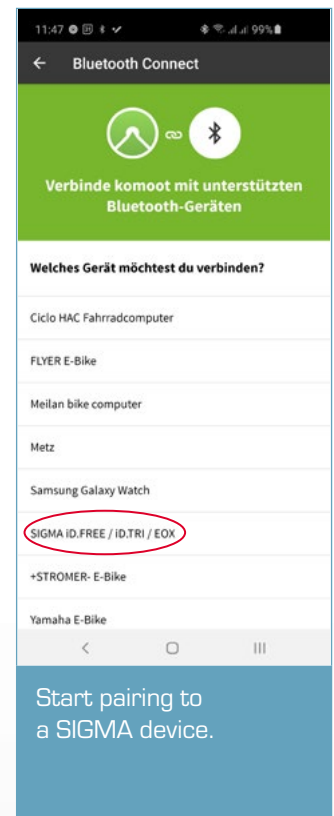 11:47 99%
Bluetooth Connect
Verbinde komoot mit unterstützten
Bluetooth-Geräten
Welches Gerät möchtest du verbinden?
Ciclo HAC Fahrradcomputer
FLYER E-Bike
Meilan bike computer
Metz
Samsung Galaxy Watch
SIGMA iD.FREE / iD.TRI / EOX
+STROMER- E-Bike
Yamaha E-Bike
Start pairing to
a SIGMA device.